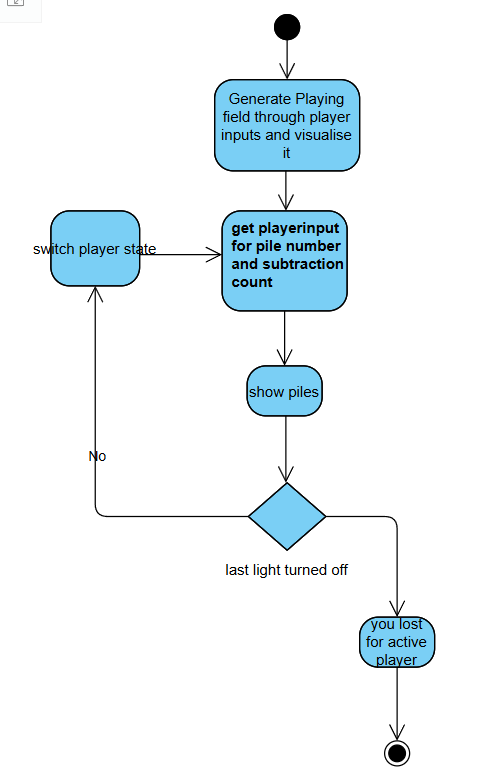 Generate Playing
field through player
inputs and visualise
it
get playerinput
for pile number
and subtraction
count
switch player state
show piles
No
last light turned off
you lost
for active
player